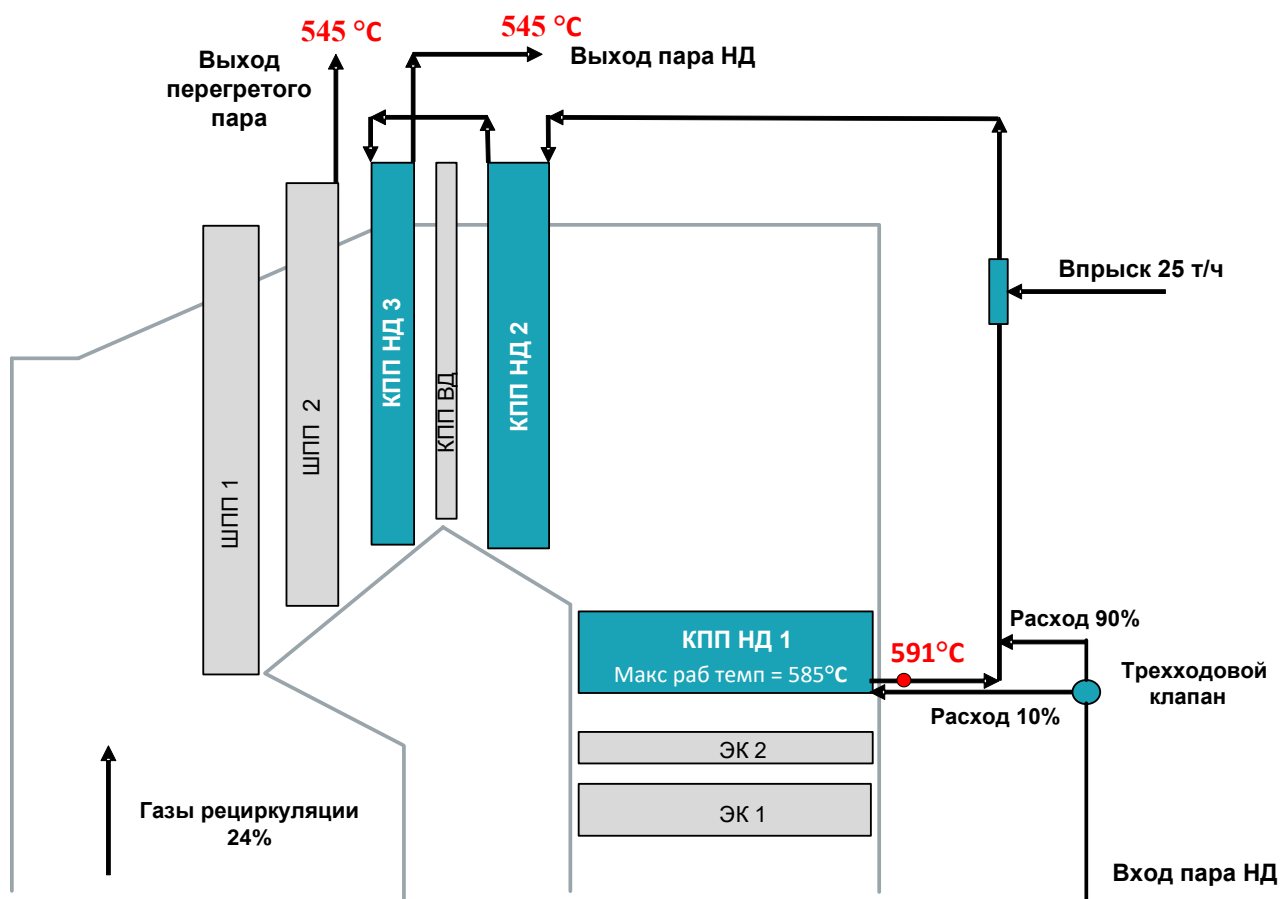 545 °C
545 °C
Выход
перегретого
пара
Выход пара НД
Впрыск 25 т/ч
КПП НД 3
КПП ВД
КПП НД 2
ШПП 2
ШПП 1
КПП НД 1
Макс раб темп = 585°С
591°С
Расход 90%
Трехходовой
клапан
Расход 10%
ЭК 2
ЭК 1
Газы рециркуляции
24%
Вход пара НД